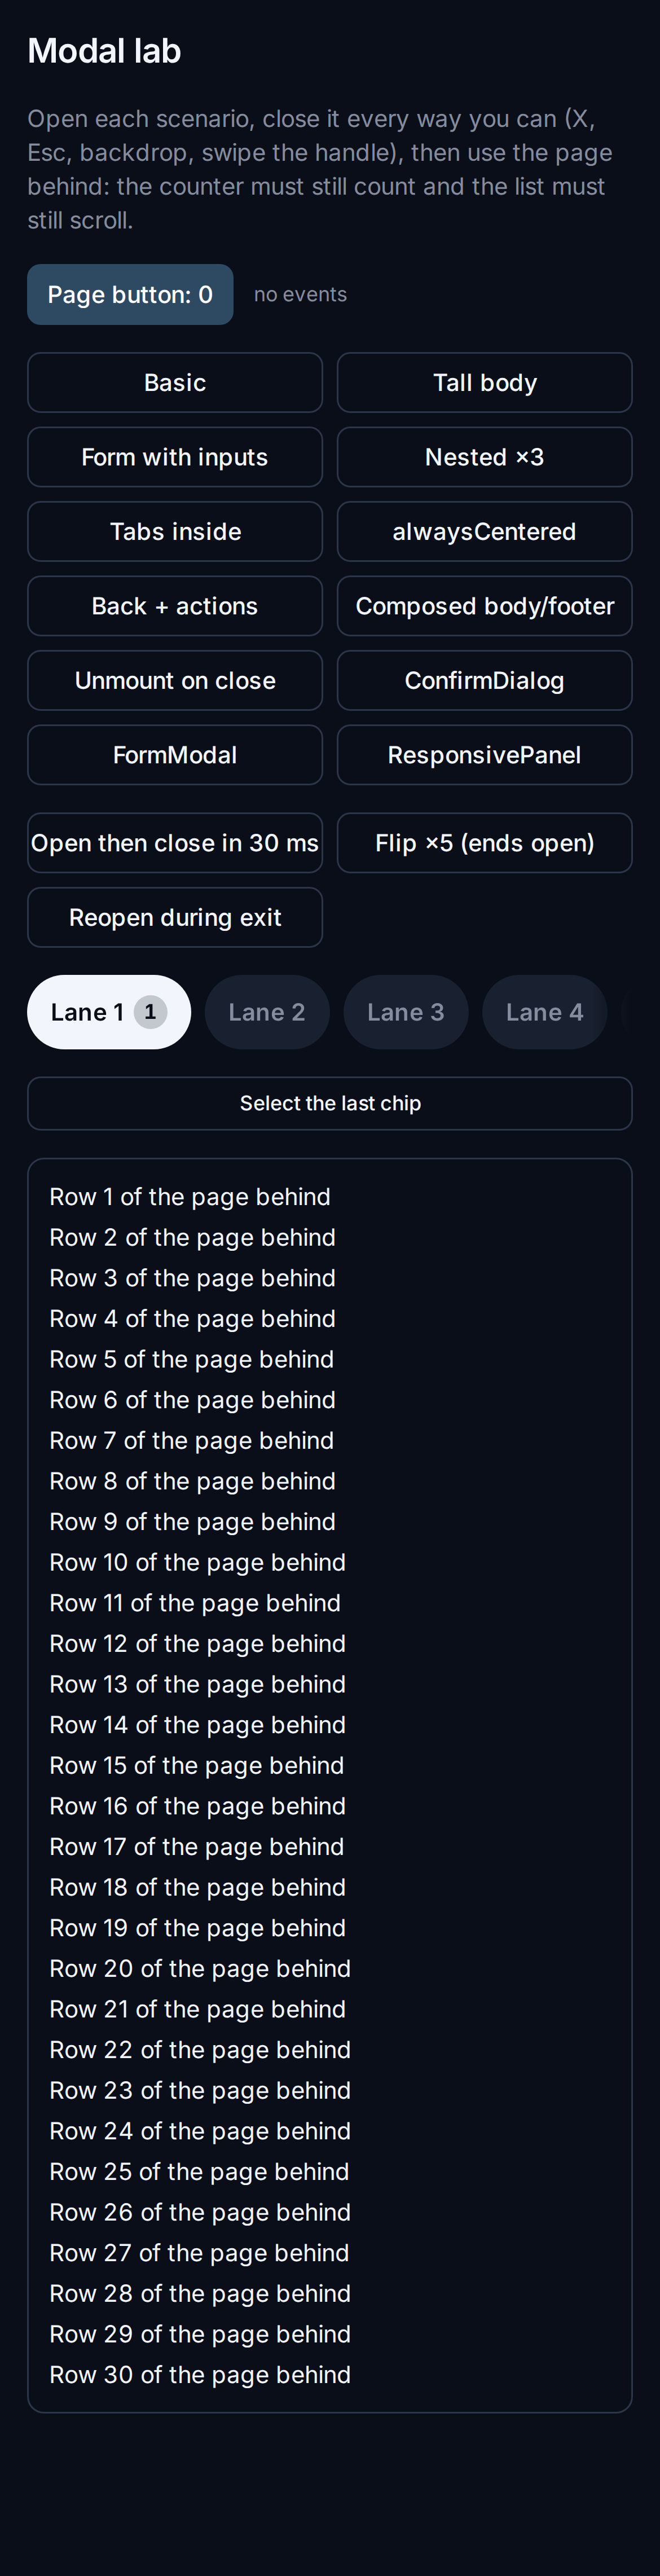 Modal lab
Open each scenario, close it every way you can (X,
Esc, backdrop, swipe the handle), then use the page
behind: the counter must still count and the list must
still scroll.
Page button: 0 no events
Basic Tall body
Form with inputs Nested ×3
Tabs inside alwaysCentered
Back + actions Composed body/footer
Unmount on close ConfirmDialog
FormModal ResponsivePanel
Open then close in 30 ms Flip ×5 (ends open)
Reopen during exit
Lane 1 1 Lane 2 Lane 3 Lane 4
Select the last chip
Row 1 of the page behind
Row 2 of the page behind
Row 3 of the page behind
Row 4 of the page behind
Row 5 of the page behind
Row 6 of the page behind
Row 7 of the page behind
Row 8 of the page behind
Row 9 of the page behind
Row 10 of the page behind
Row 11 of the page behind
Row 12 of the page behind
Row 13 of the page behind
Row 14 of the page behind
Row 15 of the page behind
Row 16 of the page behind
Row 17 of the page behind
Row 18 of the page behind
Row 19 of the page behind
Row 20 of the page behind
Row 21 of the page behind
Row 22 of the page behind
Row 23 of the page behind
Row 24 of the page behind
Row 25 of the page behind
Row 26 of the page behind
Row 27 of the page behind
Row 28 of the page behind
Row 29 of the page behind
Row 30 of the page behind